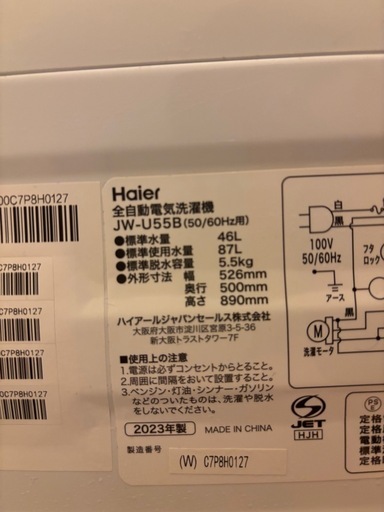 00C7P8H0127
C7P8H0127
C7P8H0127
C7P8H0127
0C7P8H0127
Haier
全自動電気洗濯機
JW-U55B(50/60Hz用)
●標準水量 46L
●標準使用水量 87L
●標準脱水容量 5.5kg
●外形寸法 幅 526mm
奥行 500mm
高さ 890mm
ハイアールジャパンセールス株式会社
大阪府大阪市淀川区宮原3-5-36
新大阪トラストタワー7F
■使用上の注意
1.電源は必ずコンセントからとること。
2.周囲に間隔をおいて設置すること。
3.ベンジン・灯油・シンナー・ガソリン
などのついたものは、洗濯や脱水
をしないでください。
2023年製 MADE IN CHINA
製造番号
(W) C7P8H0127
白
黒
100V
50/60Hz
アース
フタ
ロック
黒
M
洗濯モータ
JET
HJH
PS
E
定格
定格
定格
定格